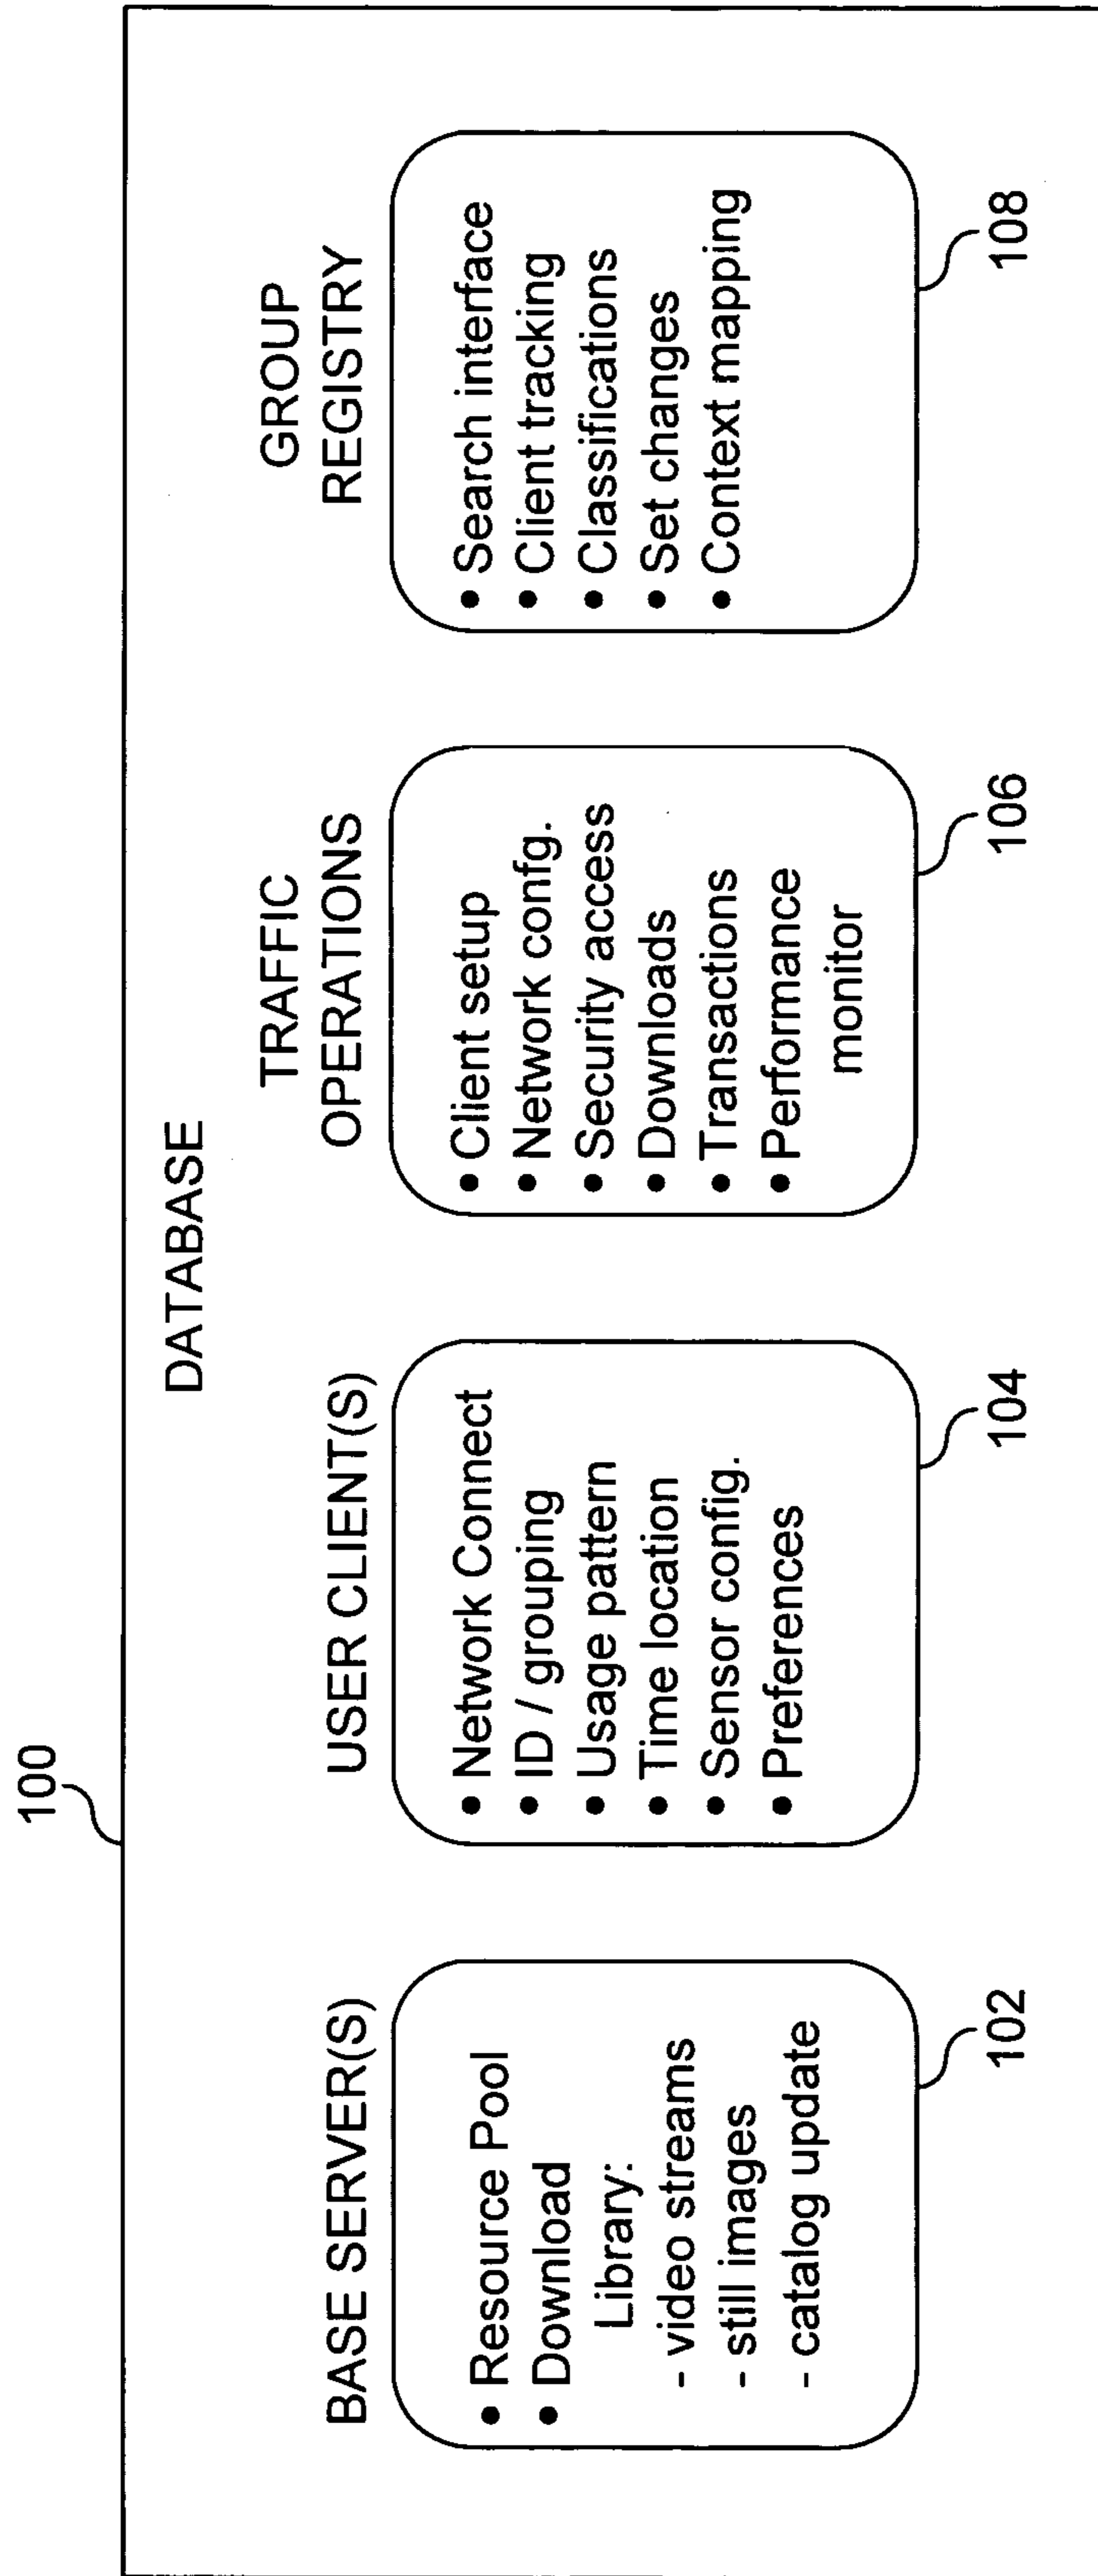 100
DATABASE
BASE SERVER(S)
• Resource Pool
• Download
Library:
- video streams
- still images
- catalog update
102
USER CLIENT(S)
• Network Connect
• ID / grouping
• Usage pattern
• Time location
• Sensor config.
• Preferences
104
TRAFFIC
OPERATIONS
• Client setup
• Network confg.
• Security access
• Downloads
• Transactions
• Performance
monitor
106
GROUP
REGISTRY
• Search interface
• Client tracking
• Classifications
• Set changes
• Context mapping
108